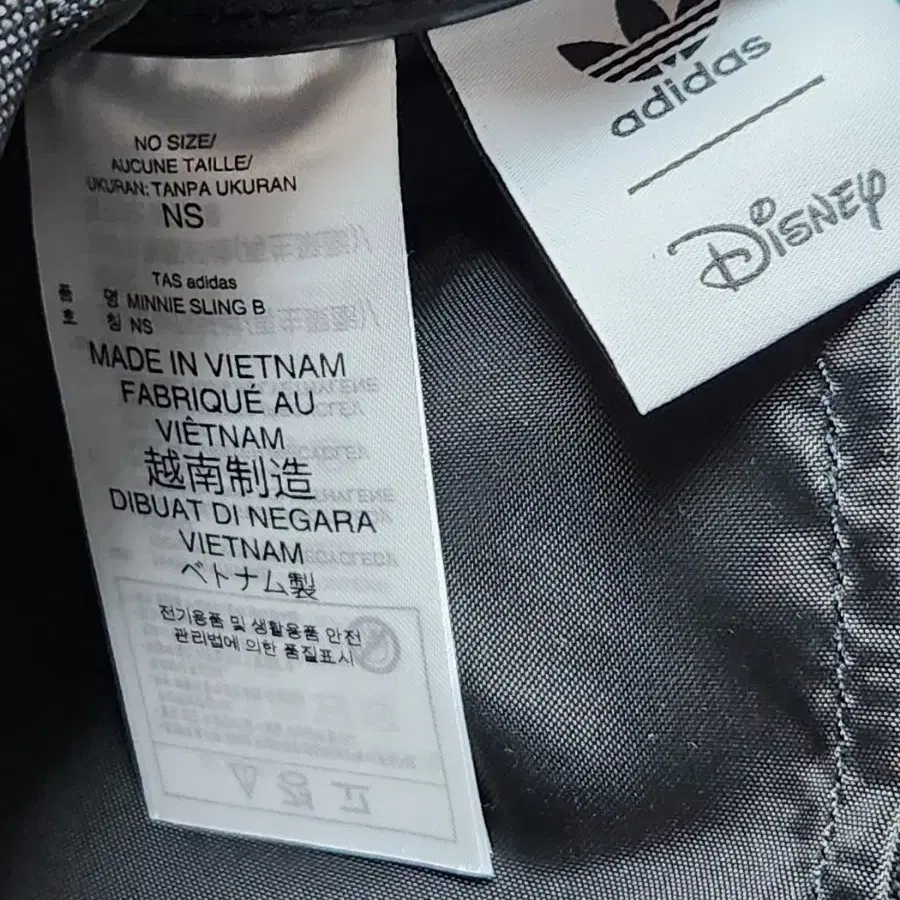 NO SIZE/
AUCUNE TAILLE/
UKURAN: TANPA UKURAN
NS
TAS adidas
품 명 MINNIE SLING B
호 칭 NS
MADE IN VIETNAM
FABRIQUÉ AU
VIÊTNAM
越南制造
DIBUAT DI NEGARA
VIETNAM
ベトナム製
전기용품 및 생활용품 안전
관리법에 의한 품질표시
adidas
Disney